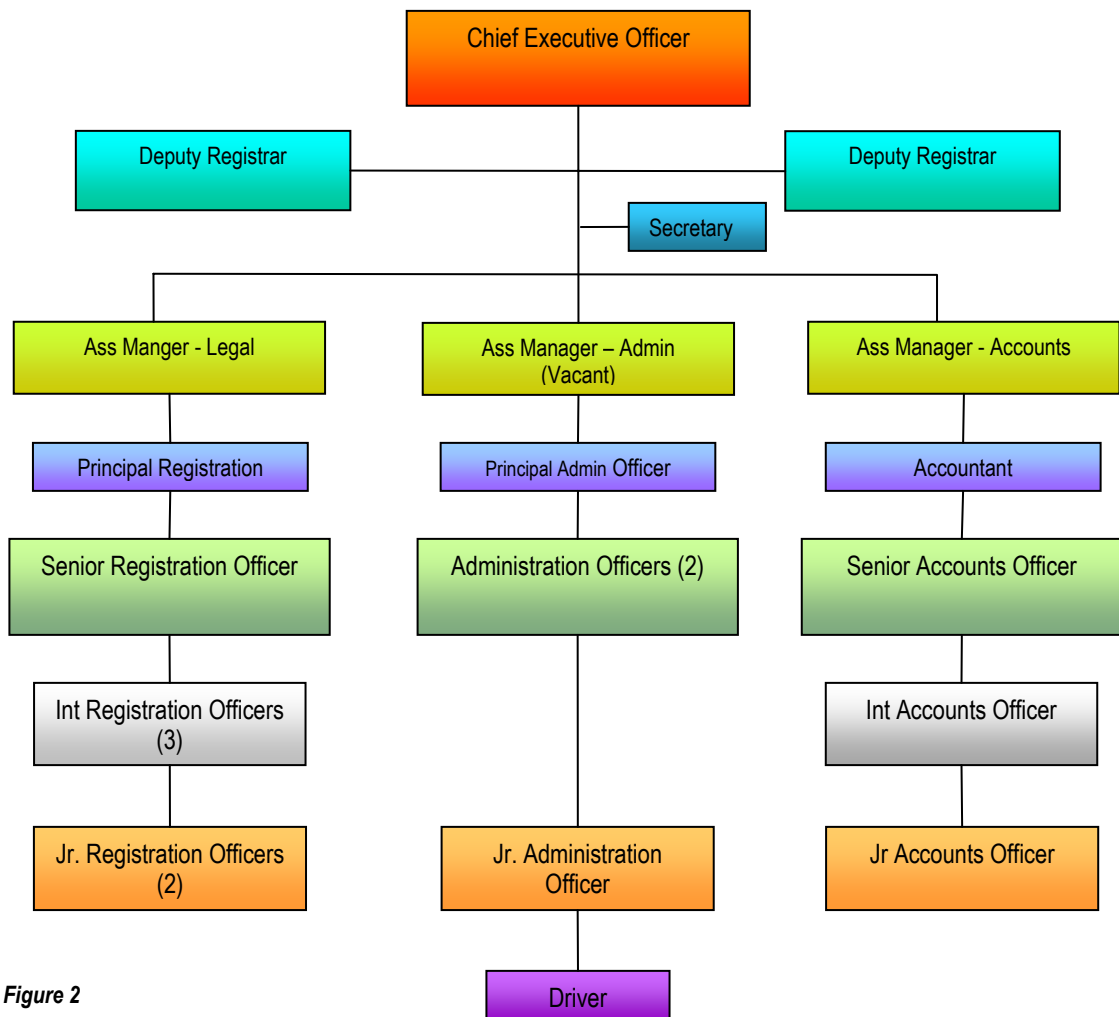 Chief Executive Officer
Deputy Registrar
Deputy Registrar
Secretary
Ass Manger - Legal
Ass Manager – Admin
(Vacant)
Ass Manager - Accounts
Principal Registration
Principal Admin Officer
Accountant
Senior Registration Officer
Administration Officers (2)
Senior Accounts Officer
Int Registration Officers
(3)
Int Accounts Officer
Jr. Registration Officers
(2)
Jr. Administration
Officer
Jr Accounts Officer
Driver
Figure 2